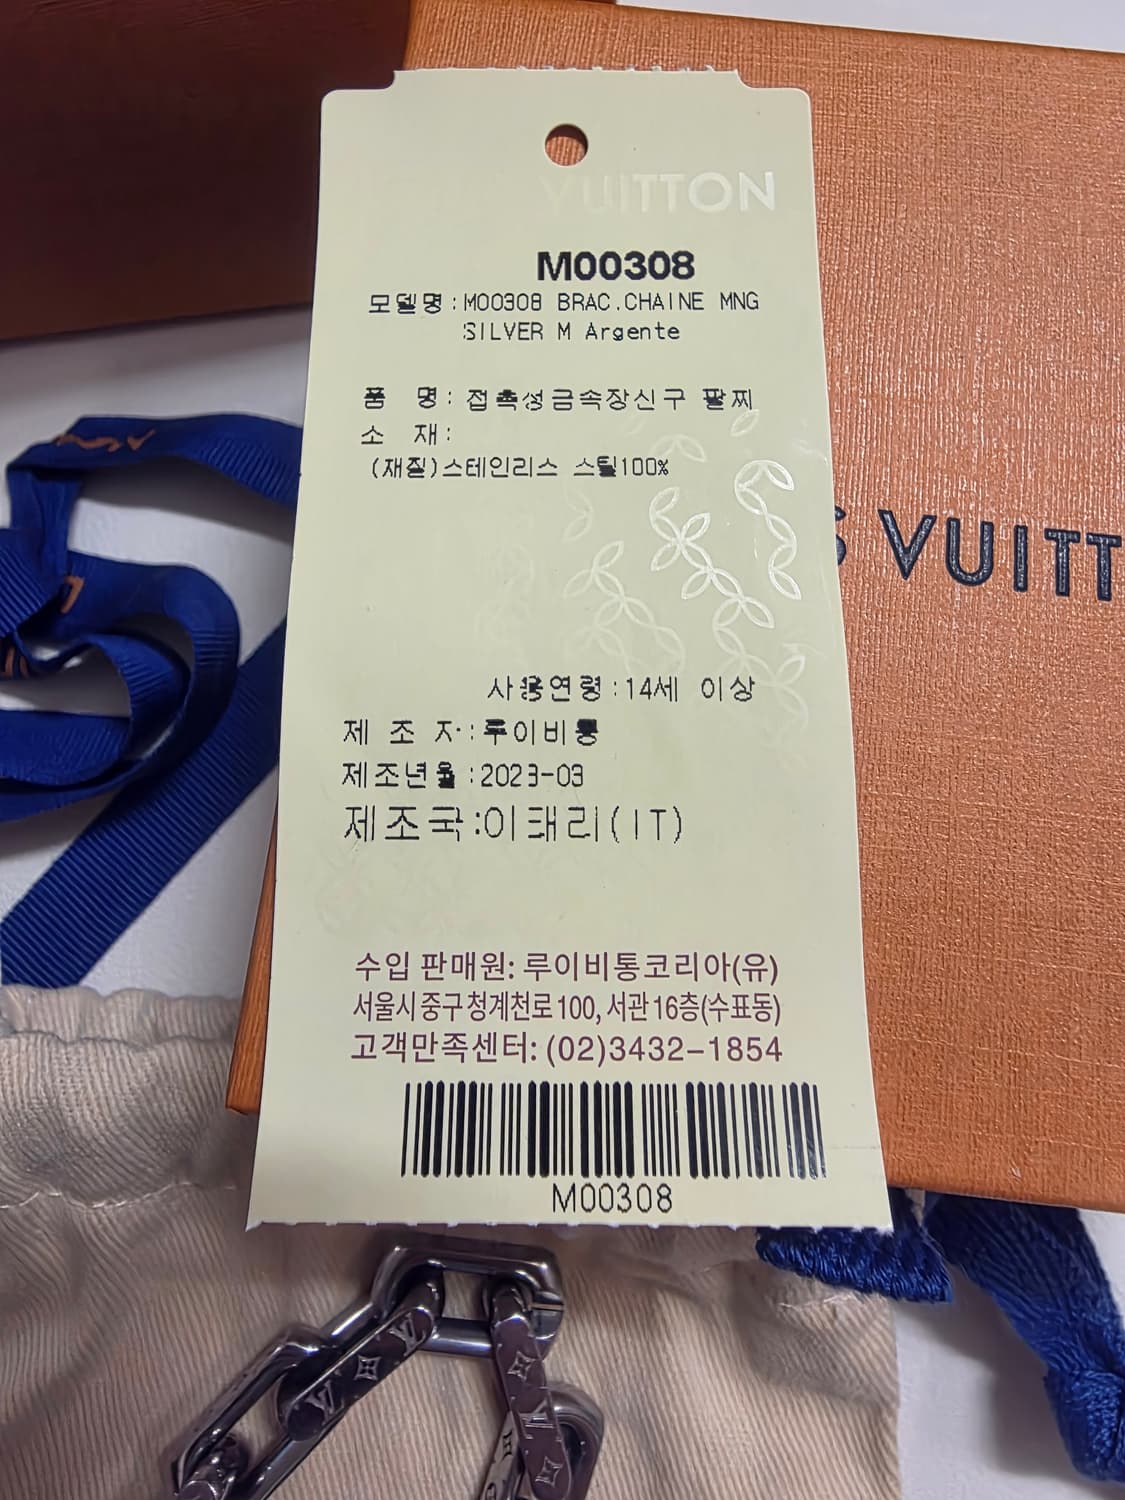 VUITTON
M00308
모델명:M00308 BRAC.CHAINE MNG
SILVER M Argente
품 명: 접촉성금속장신구 팔찌
소 재:
(재질)스테인리스 스틸100%
사용연령:14세 이상
제 조 자:루이비통
제조년월:2023-03
제조국:이태리(IT)
수입 판매원: 루이비통코리아(유)
서울시 중구 청계천로 100, 서관 16층(수표동)
고객만족센터: (02)3432-1854
M00308
S VUITT
LV